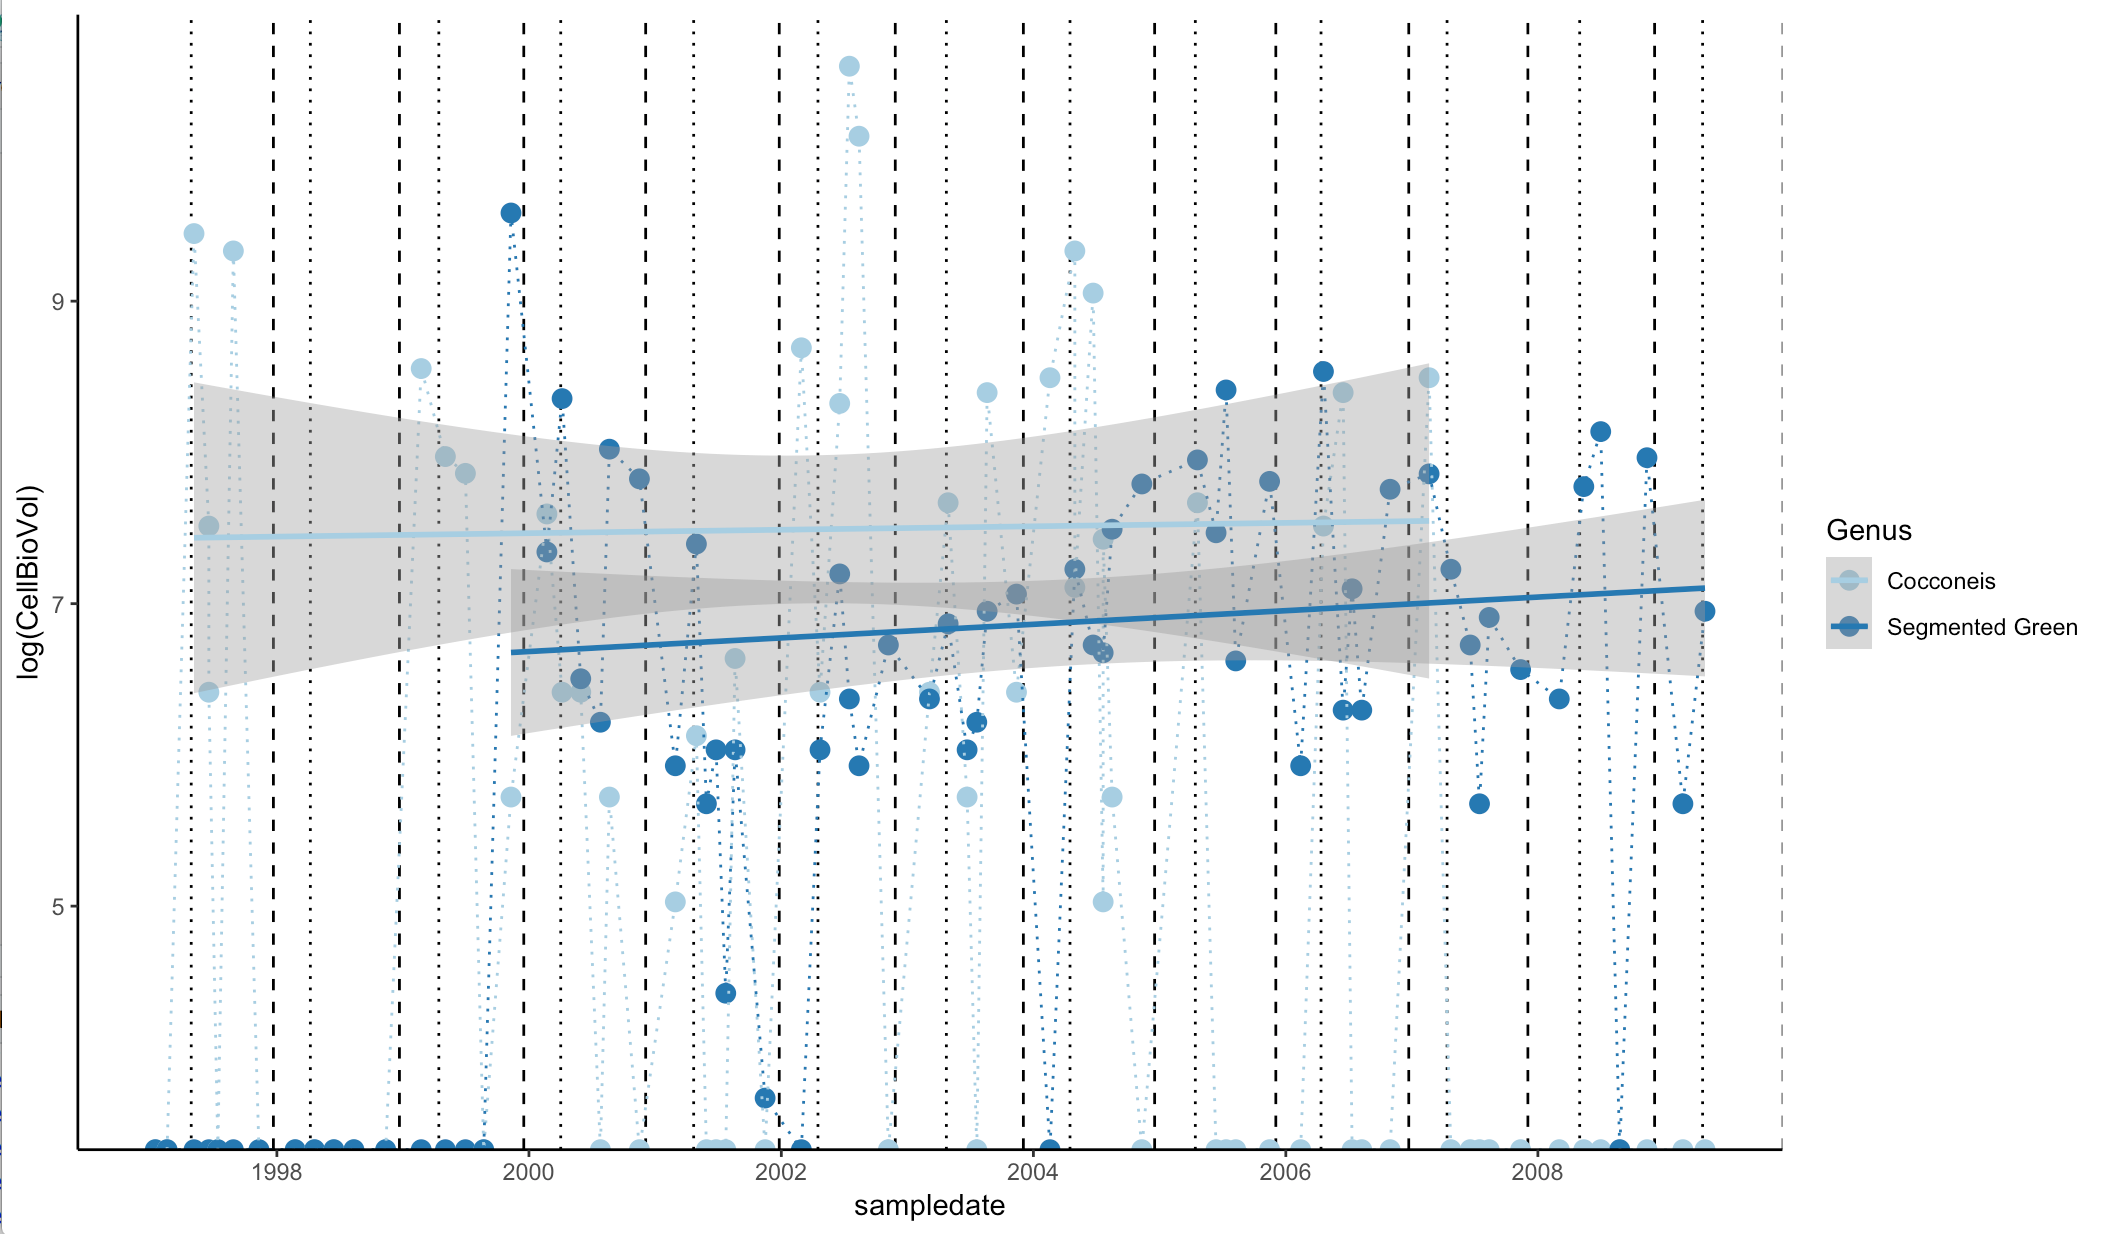 log(CellBioVol)
9
7
5
1998 2000 2002 2004 2006 2008
sampledate
Genus
Cocconeis
Segmented Green